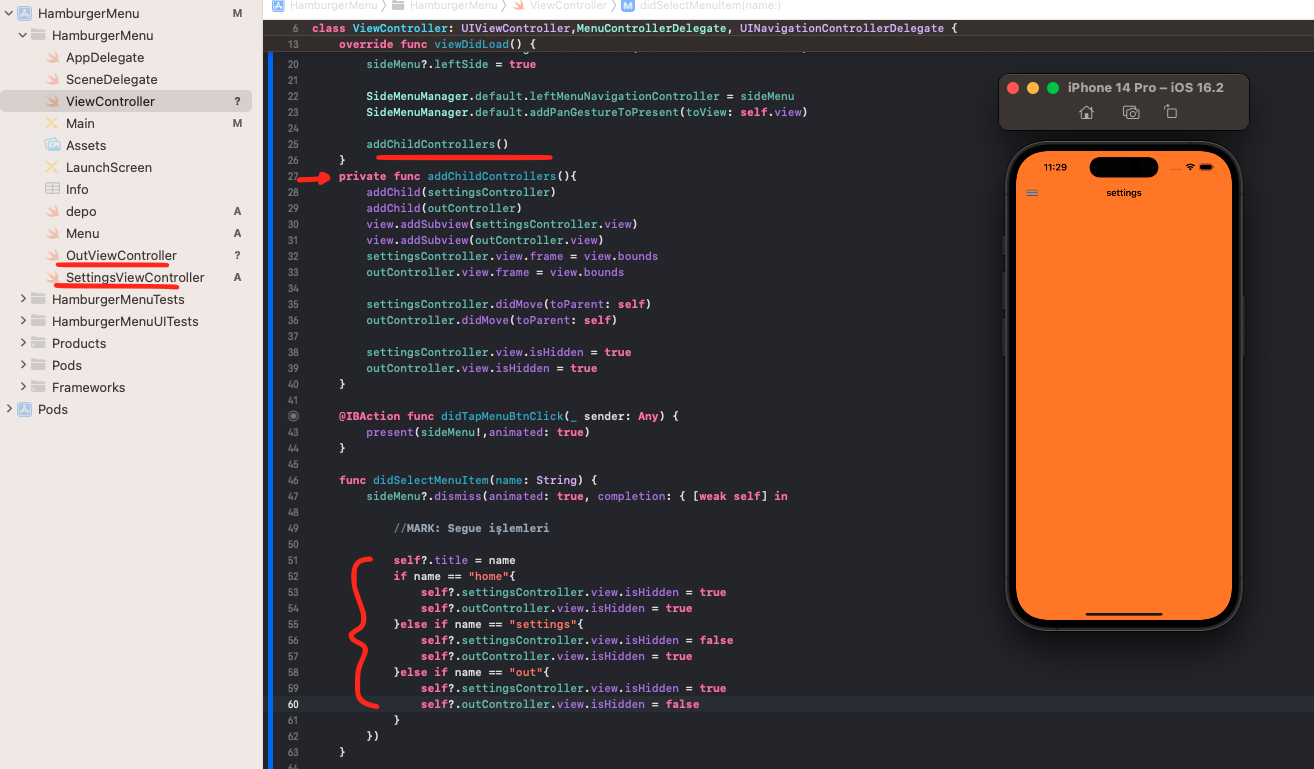 HamburgerMenu M
HamburgerMenu
AppDelegate
SceneDelegate
ViewController ?
Main M
Assets
LaunchScreen
Info
depo A
Menu A
OutViewController ?
SettingsViewController A
HamburgerMenuTests
HamburgerMenuUITests
Products
Pods
Frameworks
Pods
HamburgerMenu HamburgerMenu ViewController M didSelectMenuItem(name:)
6 class ViewController: UIViewController,MenuControllerDelegate, UINavigationControllerDelegate {
13 override func viewDidLoad() {
20 sideMenu?.leftSide = true
21
22 SideMenuManager.default.leftMenuNavigationController = sideMenu
23 SideMenuManager.default.addPanGestureToPresent(toView: self.view)
24
25 addChildControllers()
26 }
27 private func addChildControllers(){
28 addChild(settingsController)
29 addChild(outController)
30 view.addSubview(settingsController.view)
31 view.addSubview(outController.view)
32 settingsController.view.frame = view.bounds
33 outController.view.frame = view.bounds
34
35 settingsController.didMove(toParent: self)
36 outController.didMove(toParent: self)
37
38 settingsController.view.isHidden = true
39 outController.view.isHidden = true
40 }
41
@IBAction func didTapMenuBtnClick(_ sender: Any) {
43 present(sideMenu!,animated: true)
44 }
45
46 func didSelectMenuItem(name: String) {
47 sideMenu?.dismiss(animated: true, completion: { [weak self] in
48
49 //MARK: Segue işlemleri
50
51 self?.title = name
52 if name == "home"{
53 self?.settingsController.view.isHidden = true
54 self?.outController.view.isHidden = true
55 }else if name == "settings"{
56 self?.settingsController.view.isHidden = false
57 self?.outController.view.isHidden = true
58 }else if name == "out"{
59 self?.settingsController.view.isHidden = true
60 self?.outController.view.isHidden = false
61 }
62 })
63 }
iPhone 14 Pro – iOS 16.2
11:29
settings